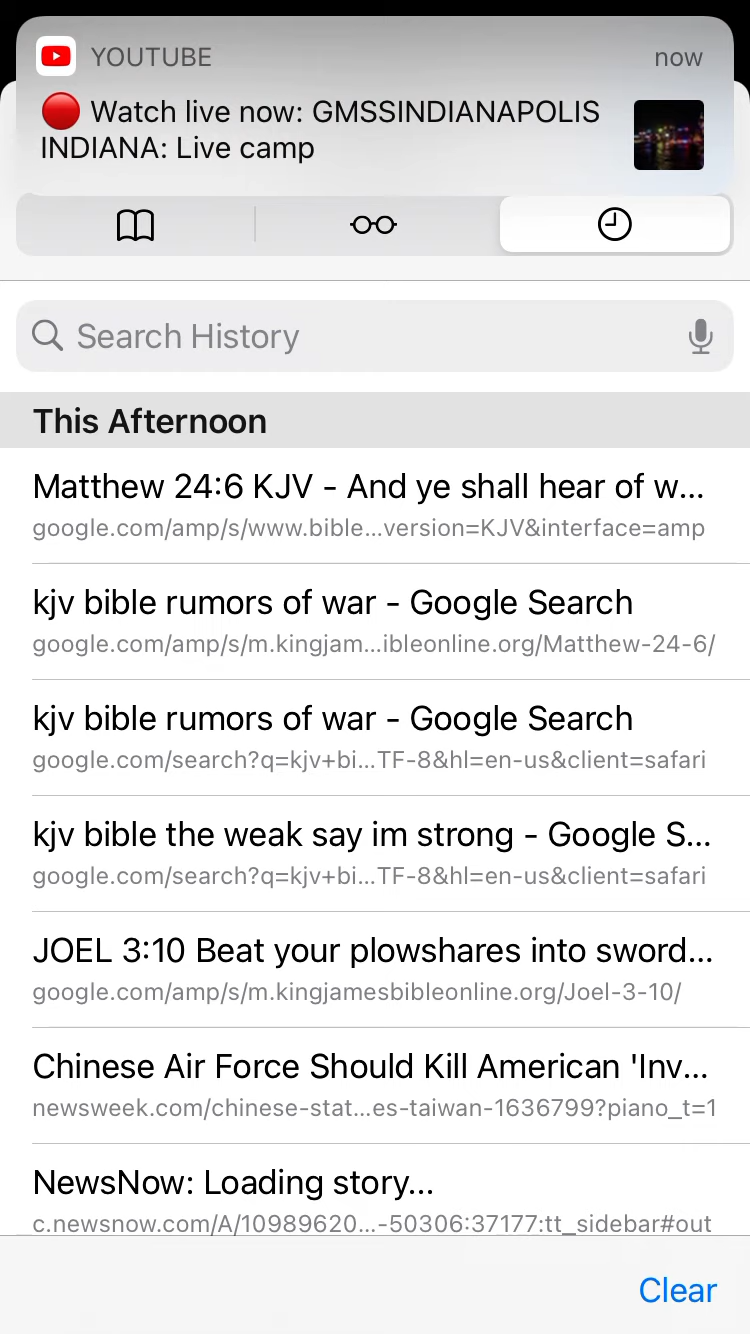 YOUTUBE now
Watch live now: GMSSINDIANAPOLIS
INDIANA: Live camp
Search History
This Afternoon
Matthew 24:6 KJV - And ye shall hear of w...
google.com/amp/s/www.bible...version=KJV&interface=amp
kjv bible rumors of war - Google Search
google.com/amp/s/m.kingjam...ibleonline.org/Matthew-24-6/
kjv bible rumors of war - Google Search
google.com/search?q=kjv+bi...TF-8&hl=en-us&client=safari
kjv bible the weak say im strong - Google S...
google.com/search?q=kjv+bi...TF-8&hl=en-us&client=safari
JOEL 3:10 Beat your plowshares into sword...
google.com/amp/s/m.kingjamesbibleonline.org/Joel-3-10/
Chinese Air Force Should Kill American 'Inv...
newsweek.com/chinese-stat...es-taiwan-1636799?piano_t=1
NewsNow: Loading story...
c.newsnow.com/A/10989620...-50306:37177:tt_sidebar#out
Clear